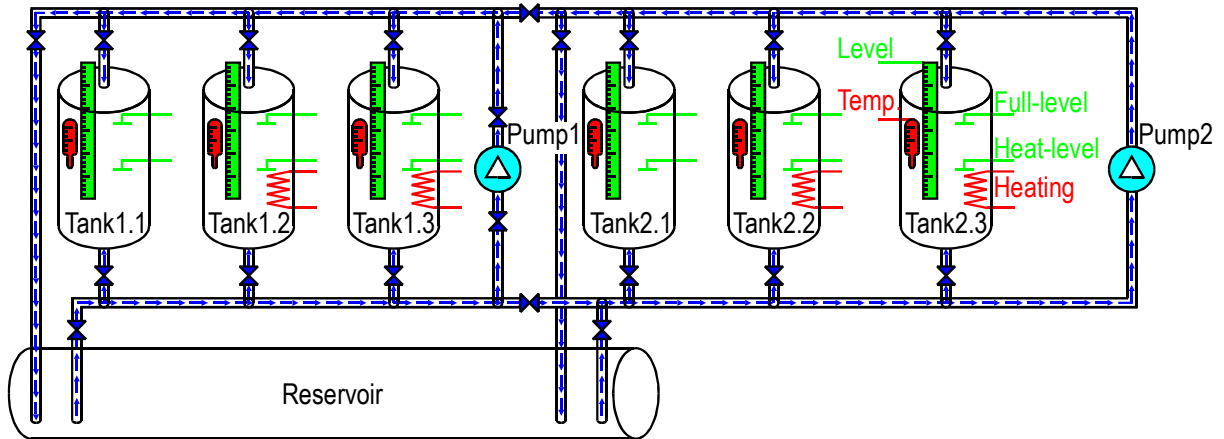 Level
Temp.
Full-level
Pump1
Pump2
Heat-level
Heating
Tank1.1
Tank1.2
Tank1.3
Tank2.1
Tank2.2
Tank2.3
Reservoir